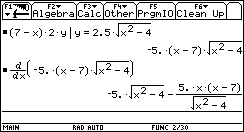 F1 F2 F3 F4 F5 F6
Algebra Calc Other PrgmIO Clean Up
(7 − x)·2·y | y = 2.5·√x² − 4
-5.·(x − 7)·√x² − 4
d/dx(-5.·(x − 7)·√x² − 4)
-5.·√x² − 4 − 5.·x·(x − 7)/√x² − 4
MAIN RAD AUTO FUNC 2/30